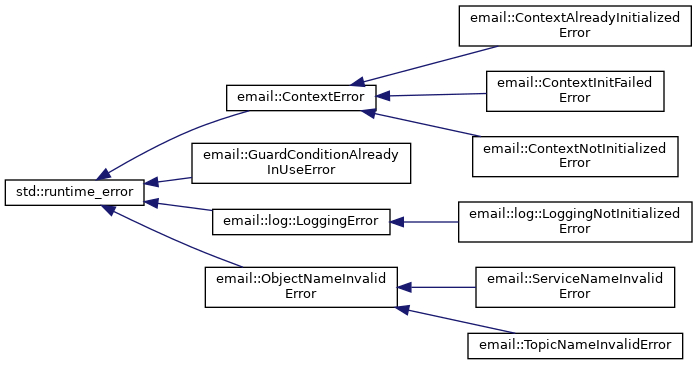 std::runtime_error
email::ContextError
email::GuardConditionAlready
InUseError
email::log::LoggingError
email::ObjectNameInvalid
Error
email::ContextAlreadyInitialized
Error
email::ContextInitFailed
Error
email::ContextNotInitialized
Error
email::log::LoggingNotInitialized
Error
email::ServiceNameInvalid
Error
email::TopicNameInvalidError